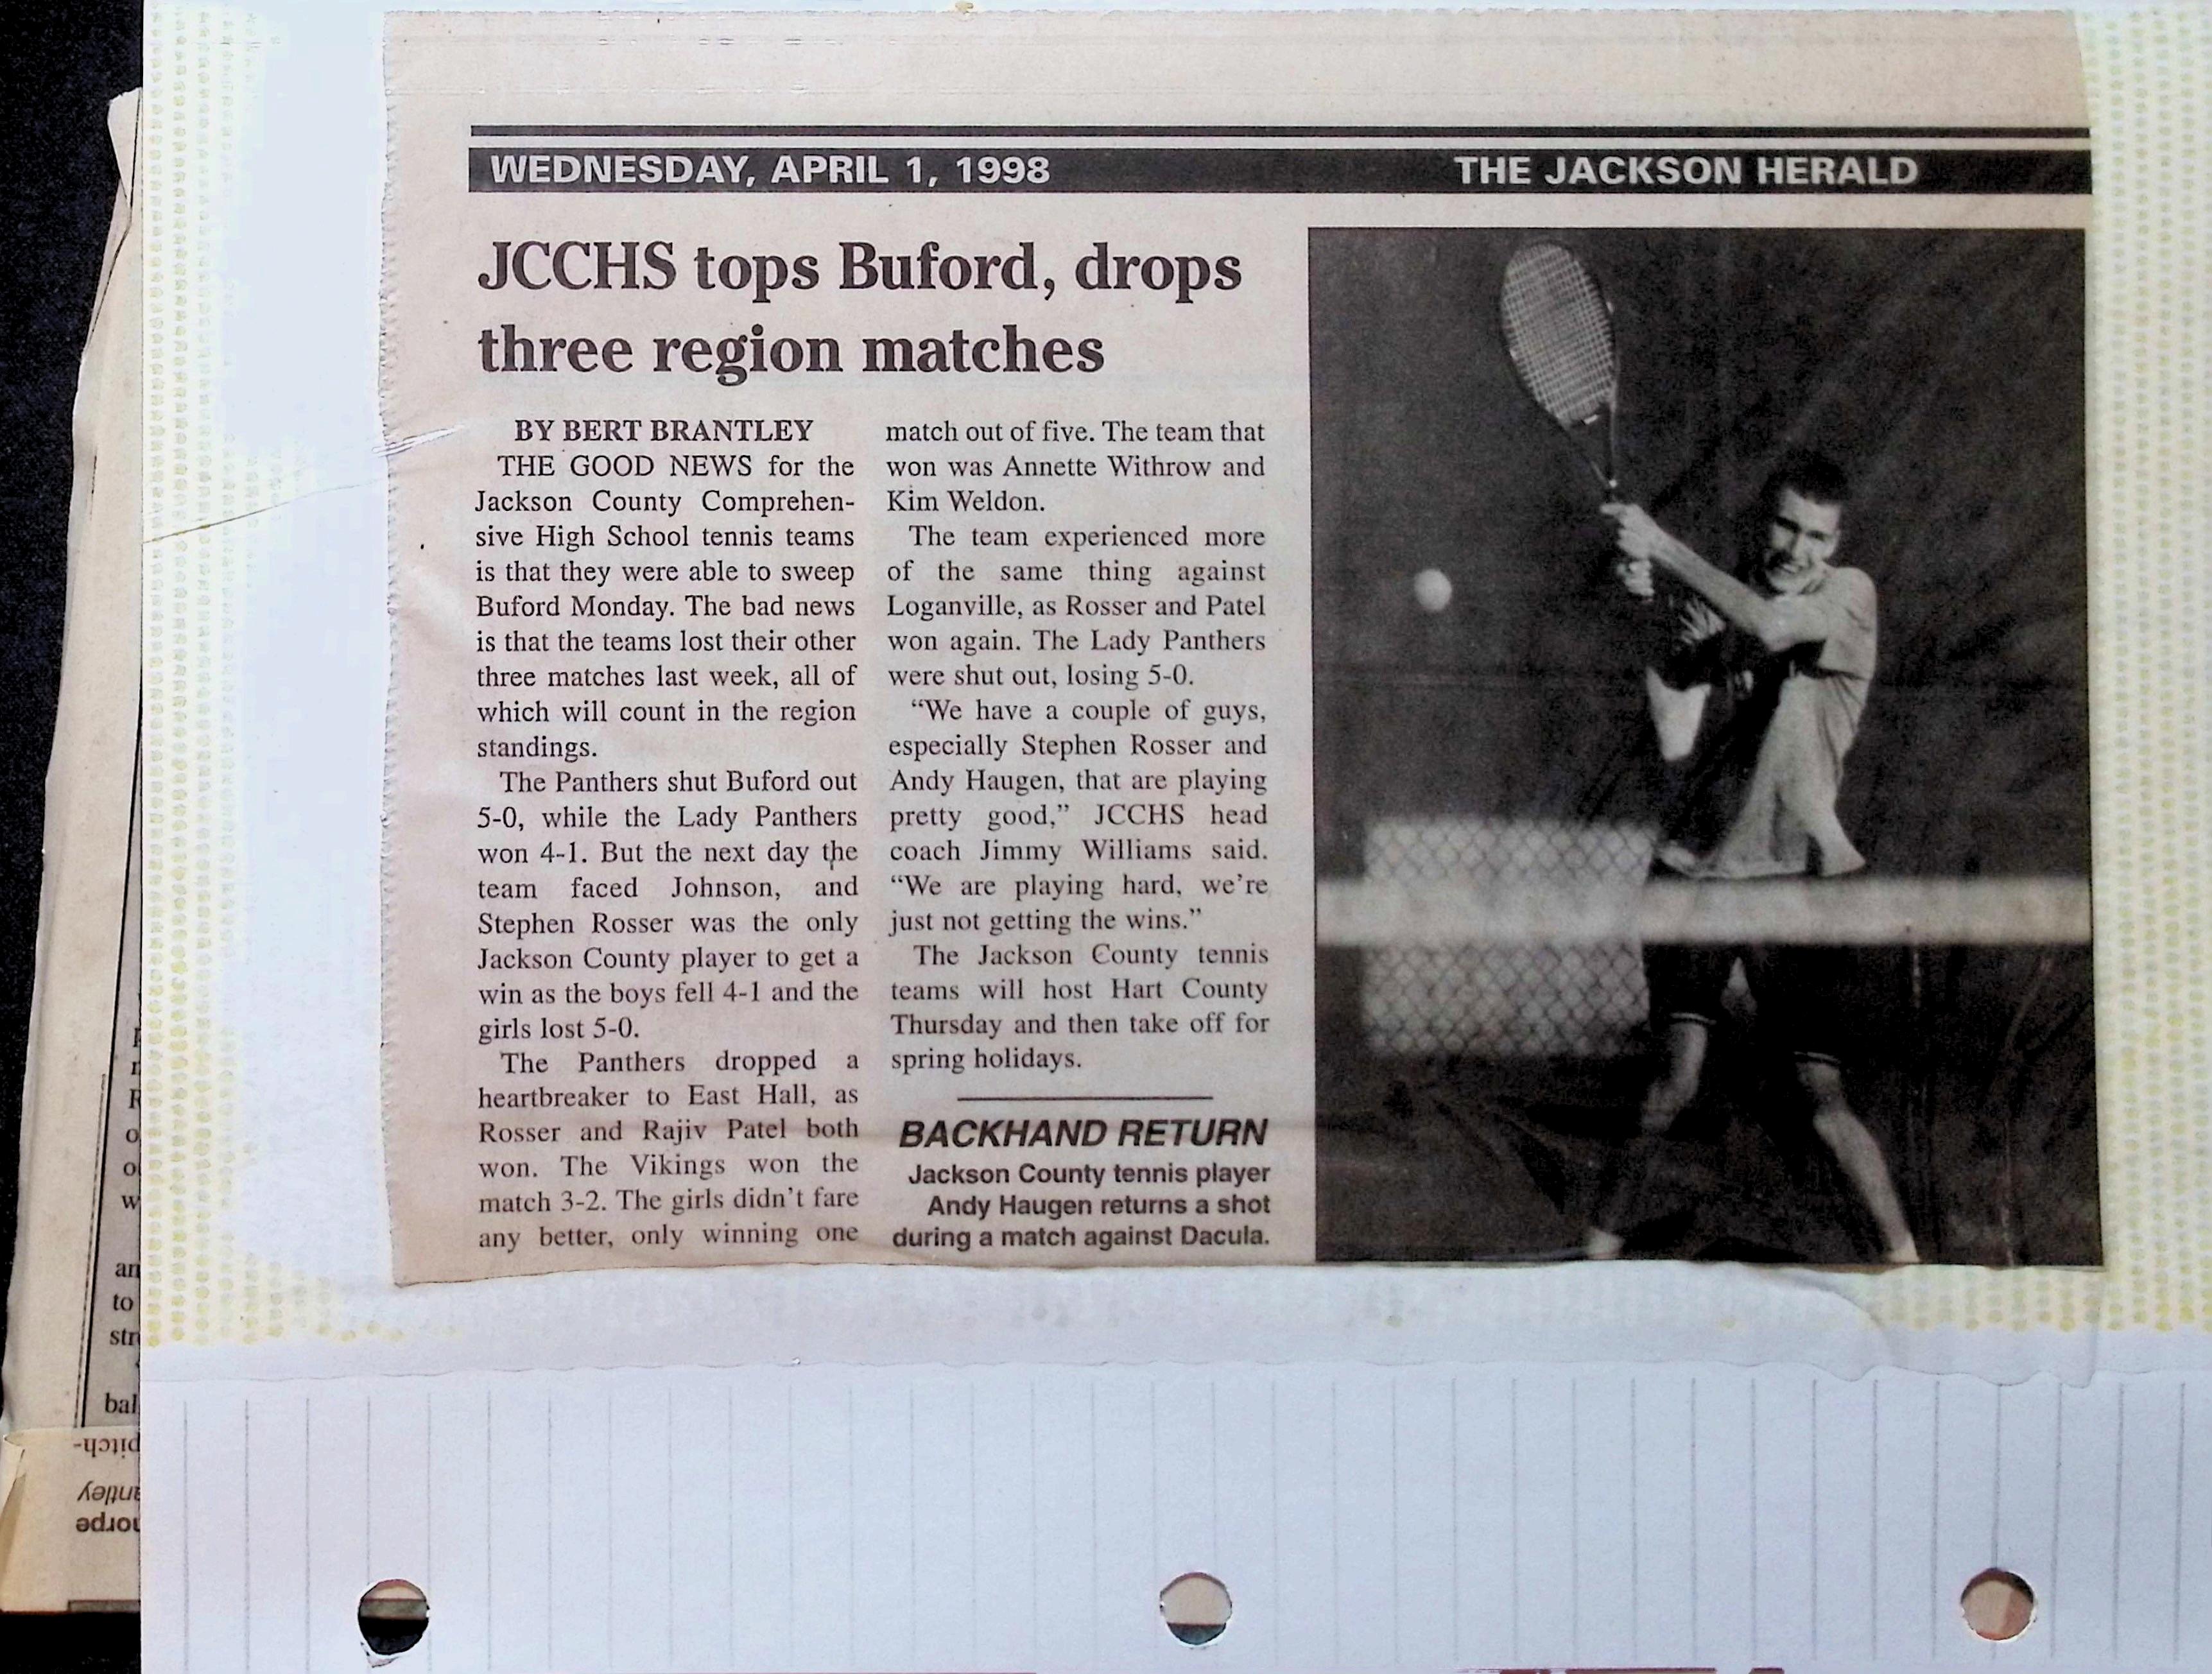 WEDNESDAY, APRIL 1, 1998
THE JACKSON HERALD
JCCHS tops Buford, drops
three region matches
BY BERT BRANTLEY
THE GOOD NEWS for the
Jackson County Comprehen-
sive High School tennis teams
is that they were able to sweep
Buford Monday. The bad news
is that the teams lost their other
three matches last week, all of
which will count in the region
standings.
The Panthers shut Buford out
5-0, while the Lady Panthers
won 4-1. But the next day the
team faced Johnson, and
Stephen Rosser was the only
Jackson County player to get a
win as the boys fell 4-1 and the
girls lost 5-0.
The Panthers dropped a
heartbreaker to East Hall, as
Rosser and Rajiv Patel both
won. The Vikings won the
match 3-2. The girls didn't fare
any better, only winning one
match out of five. The team that
won was Annette Withrow and
Kim Weldon.
The team experienced more
of the same thing against
Loganville, as Rosser and Patel
won again. The Lady Panthers
were shut out, losing 5-0.
“We have a couple of guys,
especially Stephen Rosser and
Andy Haugen, that are playing
pretty good,” JCCHS head
coach Jimmy Williams said.
“We are playing hard, we're
just not getting the wins.”
The Jackson County tennis
teams will host Hart County
Thursday and then take off for
spring holidays.
BACKHAND RETURN
Jackson County tennis player
Andy Haugen returns a shot
during a match against Dacula.
to
bal
pitch-